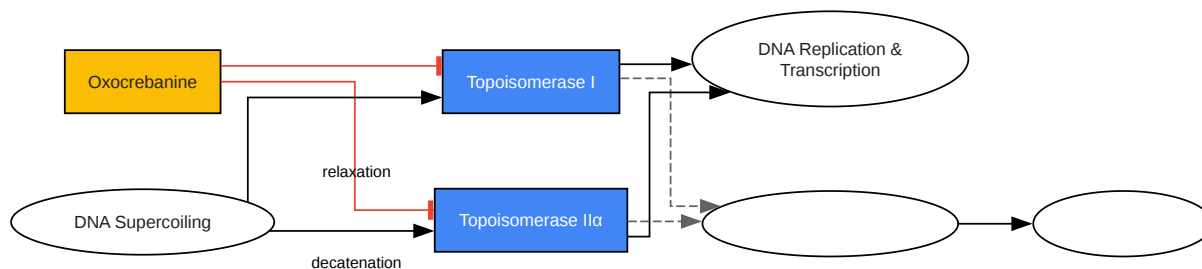 DNA Replication &
Transcription
Oxocrebanine
Topoisomerase I
relaxation
DNA Supercoiling
Topoisomerase IIα
decatenation